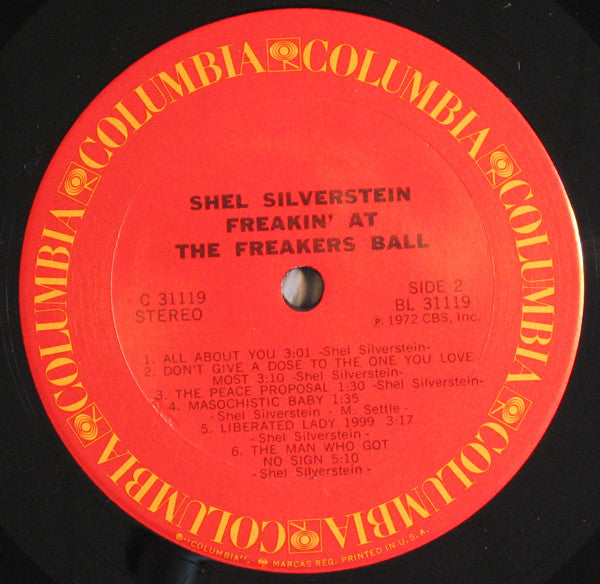 COLUMBIA COLUMBIA COLUMBIA COLUMBIA COLUMBIA COLUMBIA
SHEL SILVERSTEIN
FREAKIN' AT
THE FREAKERS BALL
C 31119
STEREO
SIDE 2
BL 31119
℗ 1972 CBS, Inc.
1. ALL ABOUT YOU 3:01 -Shel Silverstein-
2. DON'T GIVE A DOSE TO THE ONE YOU LOVE
MOST 3:10 -Shel Silverstein-
3. THE PEACE PROPOSAL 1:30 -Shel Silverstein-
4. MASOCHISTIC BABY 1:35
-Shel Silverstein - M. Settle -
5. LIBERATED LADY 1999 3:17
-Shel Silverstein -
6. THE MAN WHO GOT
NO SIGN 5:10
-Shel Silverstein -
®"COLUMBIA", MARCAS REG. PRINTED IN U.S.A.